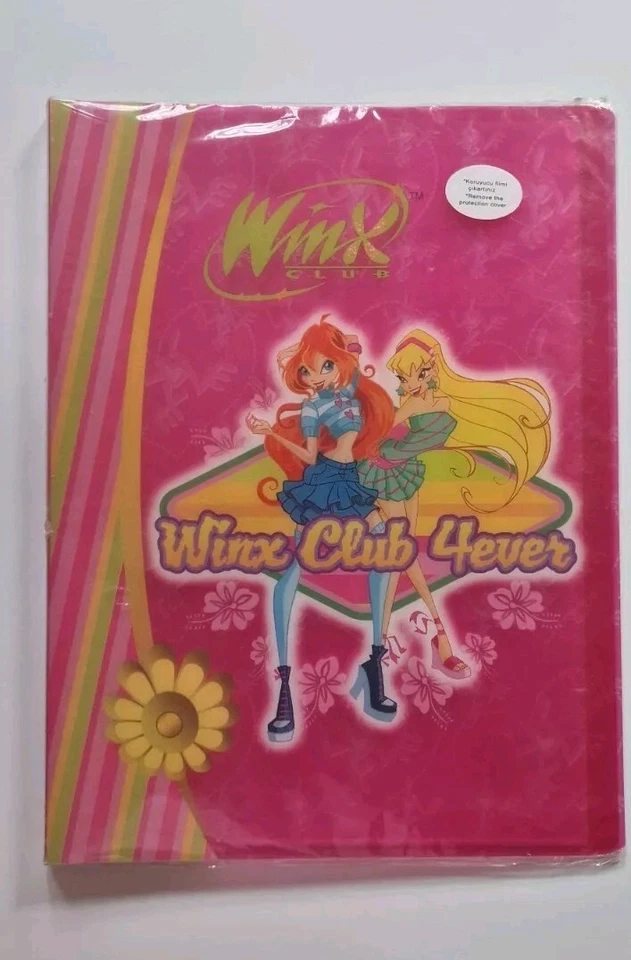 WinX
CLUB
TM
*Koruyucu filmi
çıkartınız
*Remove the
protection cover
Winx Club 4ever